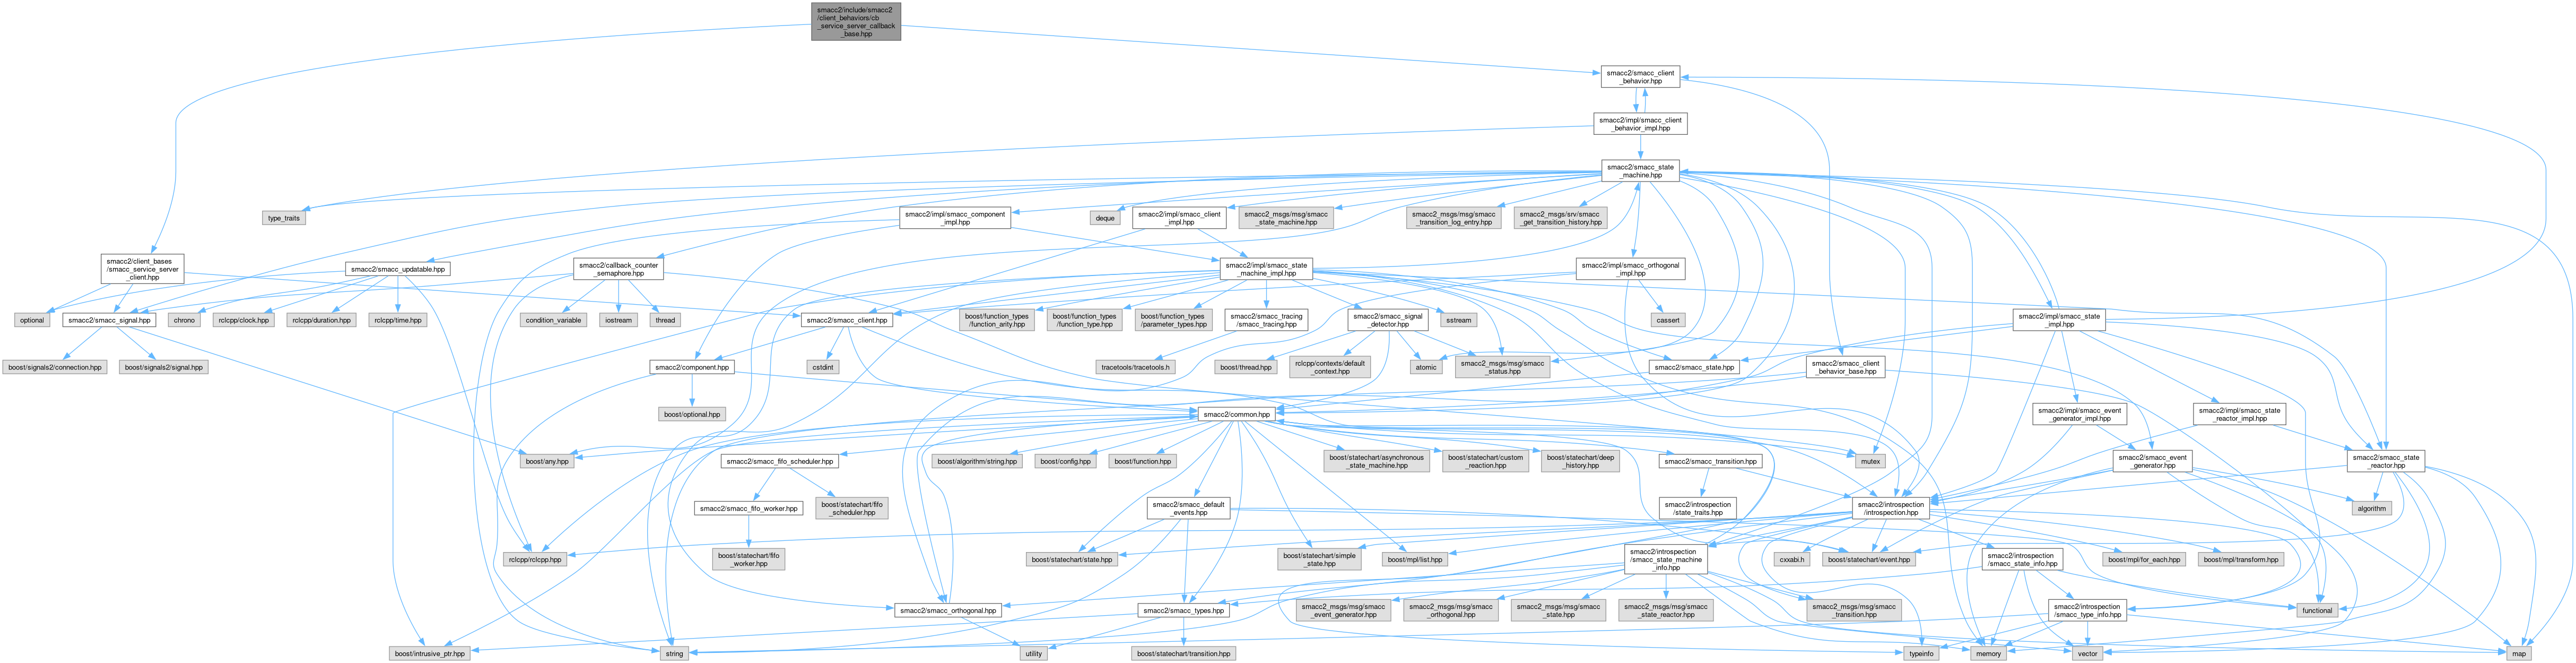 smacc2/include/smacc2
/client_behaviors/cb
_service_server_callback
_base.hpp
smacc2/smacc_client
_behavior.hpp
smacc2/impl/smacc_client
_behavior_impl.hpp
smacc2/smacc_state
_machine.hpp
type_traits
smacc2/impl/smacc_component
_impl.hpp
deque
smacc2/impl/smacc_client
_impl.hpp
smacc2_msgs/msg/smacc
_state_machine.hpp
smacc2_msgs/msg/smacc
_transition_log_entry.hpp
smacc2_msgs/srv/smacc
_get_transition_history.hpp
smacc2/client_bases
/smacc_service_server
_client.hpp
smacc2/smacc_updatable.hpp
smacc2/callback_counter
_semaphore.hpp
smacc2/impl/smacc_state
_machine_impl.hpp
smacc2/impl/smacc_orthogonal
_impl.hpp
optional
smacc2/smacc_signal.hpp
chrono
rclcpp/clock.hpp
rclcpp/duration.hpp
rclcpp/time.hpp
condition_variable
iostream
thread
smacc2/smacc_client.hpp
boost/function_types
/function_arity.hpp
boost/function_types
/function_type.hpp
boost/function_types
/parameter_types.hpp
smacc2/smacc_tracing
/smacc_tracing.hpp
smacc2/smacc_signal
_detector.hpp
sstream
cassert
smacc2/impl/smacc_state
_impl.hpp
boost/signals2/connection.hpp
boost/signals2/signal.hpp
smacc2/component.hpp
cstdint
tracetools/tracetools.h
boost/thread.hpp
rclcpp/contexts/default
_context.hpp
atomic
smacc2_msgs/msg/smacc
_status.hpp
smacc2/smacc_state.hpp
smacc2/smacc_client
_behavior_base.hpp
boost/optional.hpp
smacc2/common.hpp
smacc2/impl/smacc_event
_generator_impl.hpp
smacc2/impl/smacc_state
_reactor_impl.hpp
boost/any.hpp
smacc2/smacc_fifo_scheduler.hpp
boost/algorithm/string.hpp
boost/config.hpp
boost/function.hpp
boost/statechart/asynchronous
_state_machine.hpp
boost/statechart/custom
_reaction.hpp
boost/statechart/deep
_history.hpp
smacc2/smacc_transition.hpp
mutex
smacc2/smacc_event
_generator.hpp
smacc2/smacc_state
_reactor.hpp
smacc2/smacc_fifo_worker.hpp
boost/statechart/fifo
_scheduler.hpp
smacc2/smacc_default
_events.hpp
smacc2/introspection
/state_traits.hpp
smacc2/introspection
/introspection.hpp
algorithm
rclcpp/rclcpp.hpp
boost/statechart/fifo
_worker.hpp
boost/statechart/state.hpp
boost/statechart/simple
_state.hpp
boost/mpl/list.hpp
smacc2/introspection
/smacc_state_machine
_info.hpp
cxxabi.h
boost/statechart/event.hpp
smacc2/introspection
/smacc_state_info.hpp
boost/mpl/for_each.hpp
boost/mpl/transform.hpp
smacc2/smacc_orthogonal.hpp
smacc2/smacc_types.hpp
smacc2_msgs/msg/smacc
_event_generator.hpp
smacc2_msgs/msg/smacc
_orthogonal.hpp
smacc2_msgs/msg/smacc
_state.hpp
smacc2_msgs/msg/smacc
_state_reactor.hpp
smacc2_msgs/msg/smacc
_transition.hpp
smacc2/introspection
/smacc_type_info.hpp
functional
boost/intrusive_ptr.hpp
string
utility
boost/statechart/transition.hpp
typeinfo
memory
vector
map